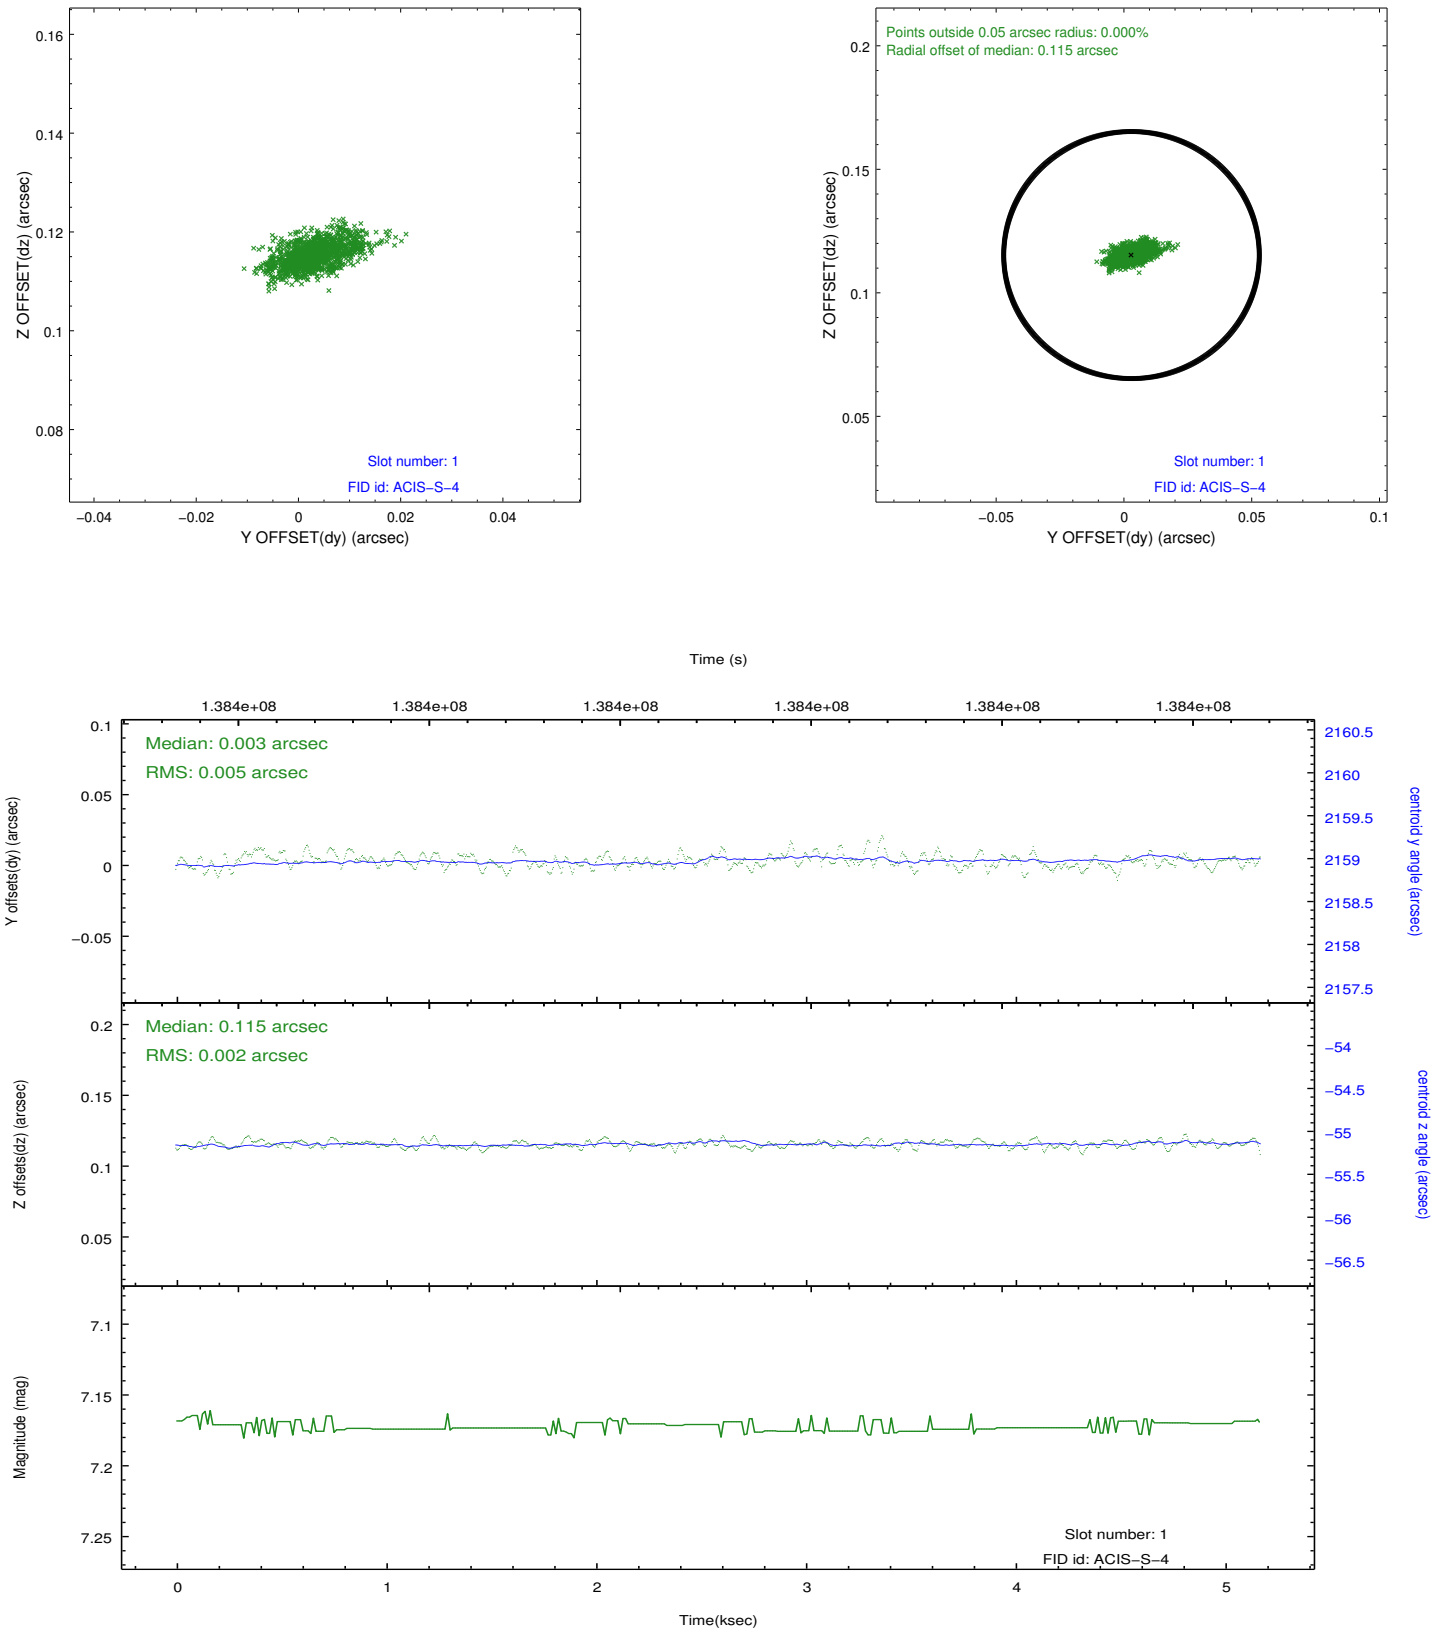 0.16
0.14
0.12
0.1
0.08
Z OFFSET(dz) (arcsec)
Slot number: 1
FID id: ACIS−S−4
−0.04
−0.02
0
0.02
0.04
Y OFFSET(dy) (arcsec)
Points outside 0.05 arcsec radius: 0.000%
Radial offset of median: 0.115 arcsec
0.2
0.15
0.1
0.05
Z OFFSET(dz) (arcsec)
Slot number: 1
FID id: ACIS−S−4
−0.05
0
0.05
0.1
Y OFFSET(dy) (arcsec)
Time (s)
1.384e+08
1.384e+08
1.384e+08
1.384e+08
1.384e+08
1.384e+08
Median: 0.003 arcsec
RMS: 0.005 arcsec
0.1
0.05
0
−0.05
Y offsets(dy) (arcsec)
2160.5
2160
2159.5
2159
2158.5
2158
2157.5
centroid y angle (arcsec)
Median: 0.115 arcsec
RMS: 0.002 arcsec
0.2
0.15
0.1
0.05
Z offsets(dz) (arcsec)
−54
−54.5
−55
−55.5
−56
−56.5
centroid z angle (arcsec)
7.1
7.15
7.2
7.25
Magnitude (mag)
Slot number: 1
FID id: ACIS−S−4
0
1
2
3
4
5
Time(ksec)